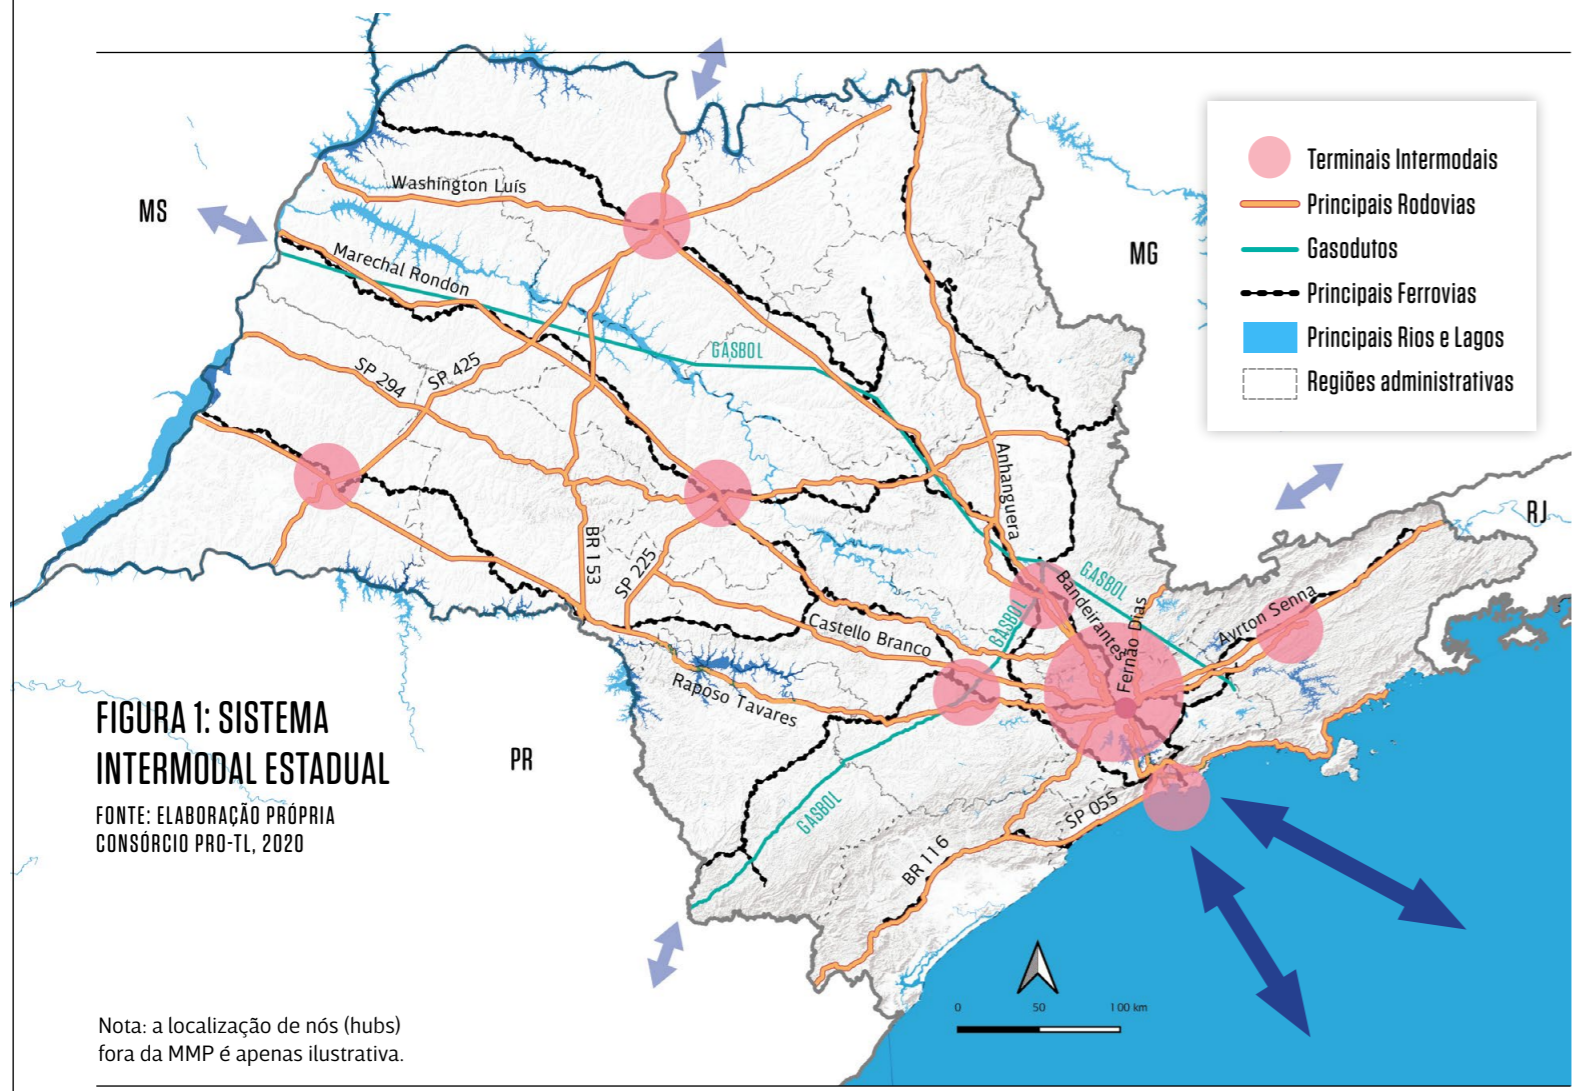 MS
MG
RJ
PR
Washington Luís
Marechal Rondon
SP 294
SP 425
GASBOL
Anhanguera
BR 153
SP 225
GASBOL
GASBOL
Bandeirantes
Fernão Dias
Ayrton Senna
Castello Branco
Raposo Tavares
GASBOL
SP 055
BR 116
Terminais Intermodais
Principais Rodovias
Gasodutos
Principais Ferrovias
Principais Rios e Lagos
Regiões administrativas
FIGURA 1: SISTEMA
INTERMODAL ESTADUAL
FONTE: ELABORAÇÃO PRÓPRIA
CONSÓRCIO PRO-TL, 2020
0 50 100 km
Nota: a localização de nós (hubs)
fora da MMP é apenas ilustrativa.